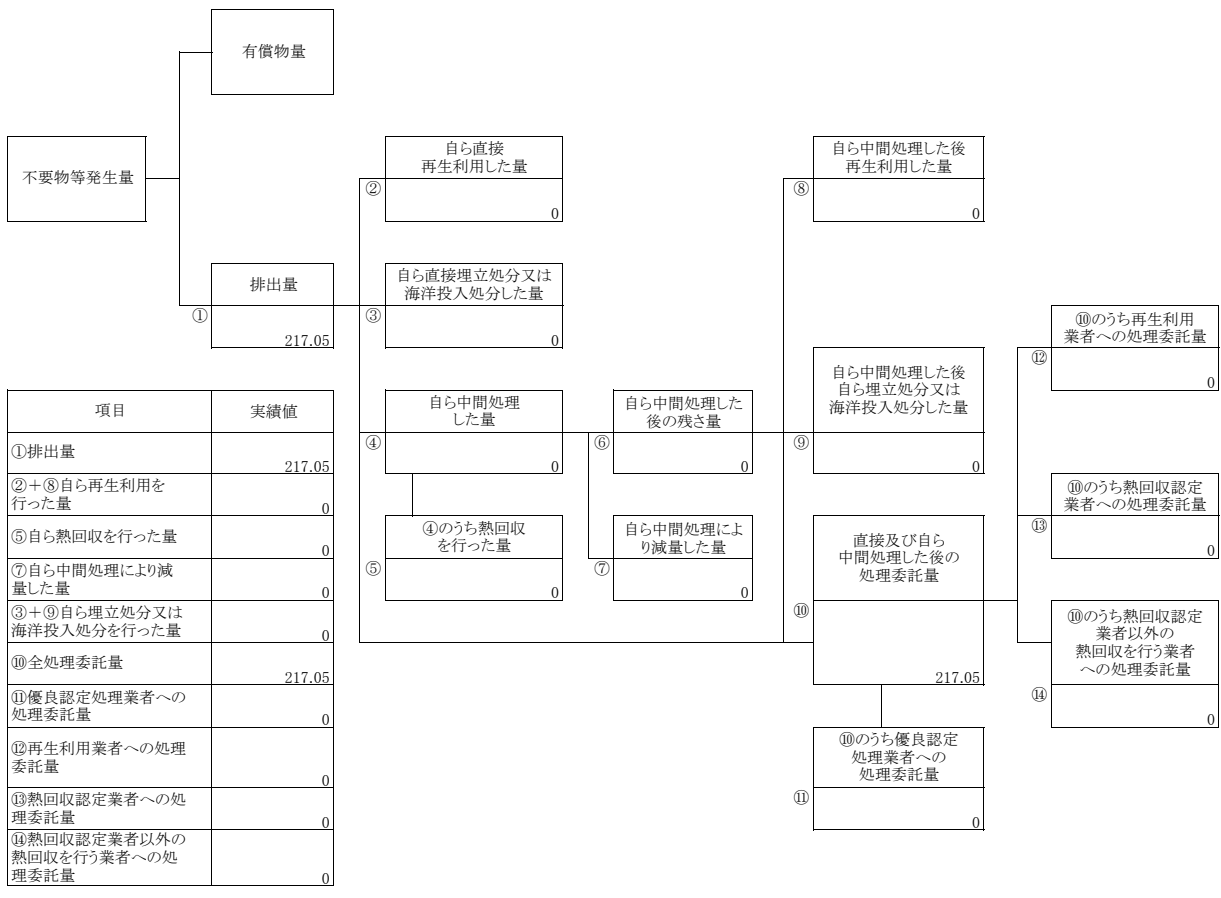 有償物量
不要物等発生量
排出量
①
217.05
自ら直接
再生利用した量
②
0
自ら直接埋立処分又は
海洋投入処分した量
③
0
自ら中間処理
した量
④
0
④のうち熱回収
を行った量
⑤
0
自ら中間処理した
後の残さ量
⑥
0
自ら中間処理によ
り減量した量
⑦
0
自ら中間処理した後
再生利用した量
⑧
0
自ら中間処理した後
自ら埋立処分又は
海洋投入処分した量
⑨
0
直接及び自ら
中間処理した後の
処理委託量
⑩
217.05
⑩のうち優良認定
処理業者への
処理委託量
⑪
0
⑩のうち再生利用
業者への処理委託量
⑫
0
⑩のうち熱回収認定
業者への処理委託量
⑬
0
⑩のうち熱回収認定
業者以外の
熱回収を行う業者
への処理委託量
⑭
0
項目 実績値
①排出量
217.05
②＋⑧自ら再生利用を
行った量
0
⑤自ら熱回収を行った量
0
⑦自ら中間処理により減
量した量
0
③＋⑨自ら埋立処分又は
海洋投入処分を行った量
0
⑩全処理委託量
217.05
⑪優良認定処理業者への
処理委託量
0
⑫再生利用業者への処理
委託量
0
⑬熱回収認定業者への処
理委託量
0
⑭熱回収認定業者以外の
熱回収を行う業者への処
理委託量
0